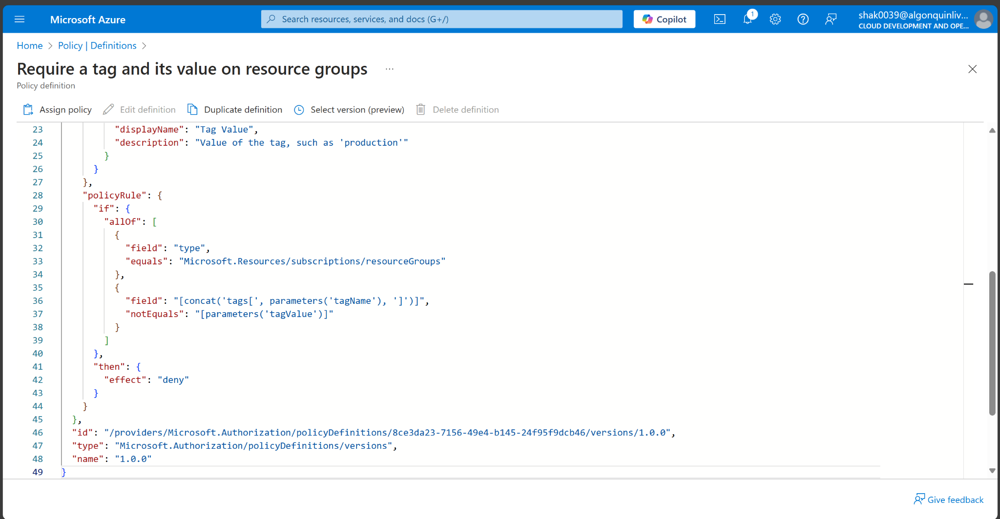 Microsoft Azure
Search resources, services, and docs (G+/)
Copilot
1
shak0039@algonquinliv...
CLOUD DEVELOPMENT AND OPE...
Home > Policy | Definitions >
Require a tag and its value on resource groups ...
Policy definition
Assign policy Edit definition Duplicate definition Select version (preview) Delete definition
23 "displayName": "Tag Value",
24 "description": "Value of the tag, such as 'production'"
25 }
26 }
27 },
28 "policyRule": {
29 "if": {
30 "allOf": [
31 {
32 "field": "type",
33 "equals": "Microsoft.Resources/subscriptions/resourceGroups"
34 },
35 {
36 "field": "[concat('tags[', parameters('tagName'), ']')]",
37 "notEquals": "[parameters('tagValue')]"
38 }
39 ]
40 },
41 "then": {
42 "effect": "deny"
43 }
44 }
45 },
46 "id": "/providers/Microsoft.Authorization/policyDefinitions/8ce3da23-7156-49e4-b145-24f95f9dcb46/versions/1.0.0",
47 "type": "Microsoft.Authorization/policyDefinitions/versions",
48 "name": "1.0.0"
49 }
Give feedback